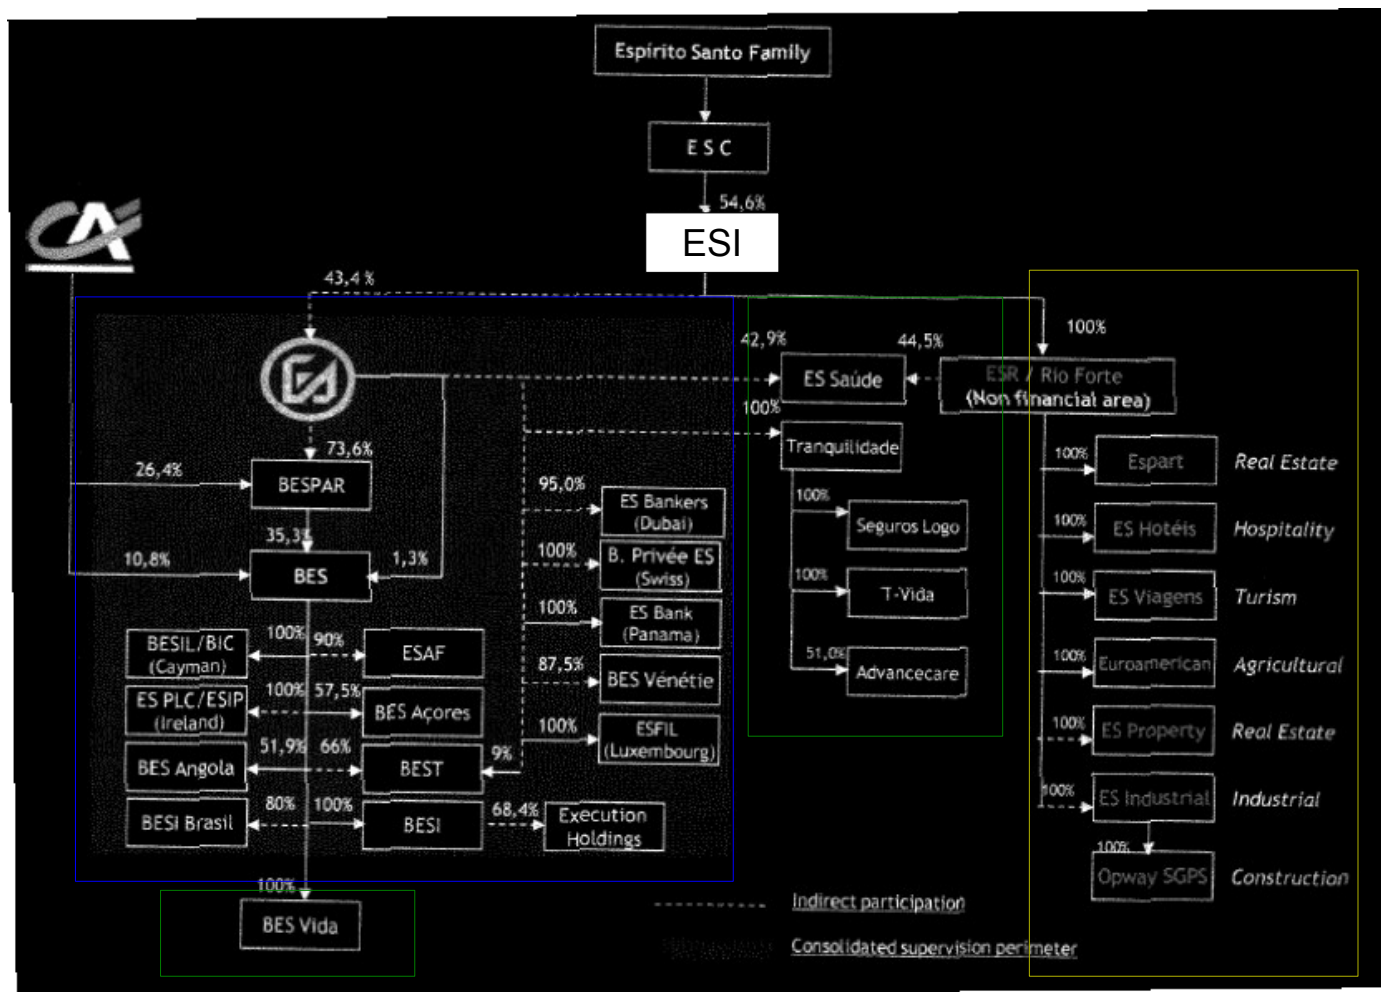 Espírito Santo Family
E S C
54,6%
ESI
43,4 %
100%
42,9%
44,5%
ES Saúde
ESR / Rio Forte
(Non financial area)
100%
73,6%
Tranquilidade
26,4%
BESPAR
95,0%
ES Bankers
(Dubai)
100%
Seguros Logo
100%
Espart
Real Estate
35,3%
10,8%
BES
1,3%
100%
B. Privée ES
(Swiss)
100%
T-Vida
100%
ES Hotéis
Hospitality
100%
ES Bank
(Panama)
100%
ES Viagens
Turism
BESIL/BIC
(Cayman)
100%
90%
ESAF
87,5%
BES Vénétie
51,0%
Advancecare
100%
Euroamerican
Agricultural
ES PLC/ESIP
(Ireland)
100%
57,5%
BES Açores
100%
ESFIL
(Luxembourg)
100%
ES Property
Real Estate
BES Angola
51,9%
66%
BEST
9%
BESI Brasil
80%
100%
BESI
68,4%
Execution
Holdings
100%
ES Industrial
Industrial
100%
Opway SGPS
Construction
100%
BES Vida
Indirect participation
Consolidated supervision perimeter